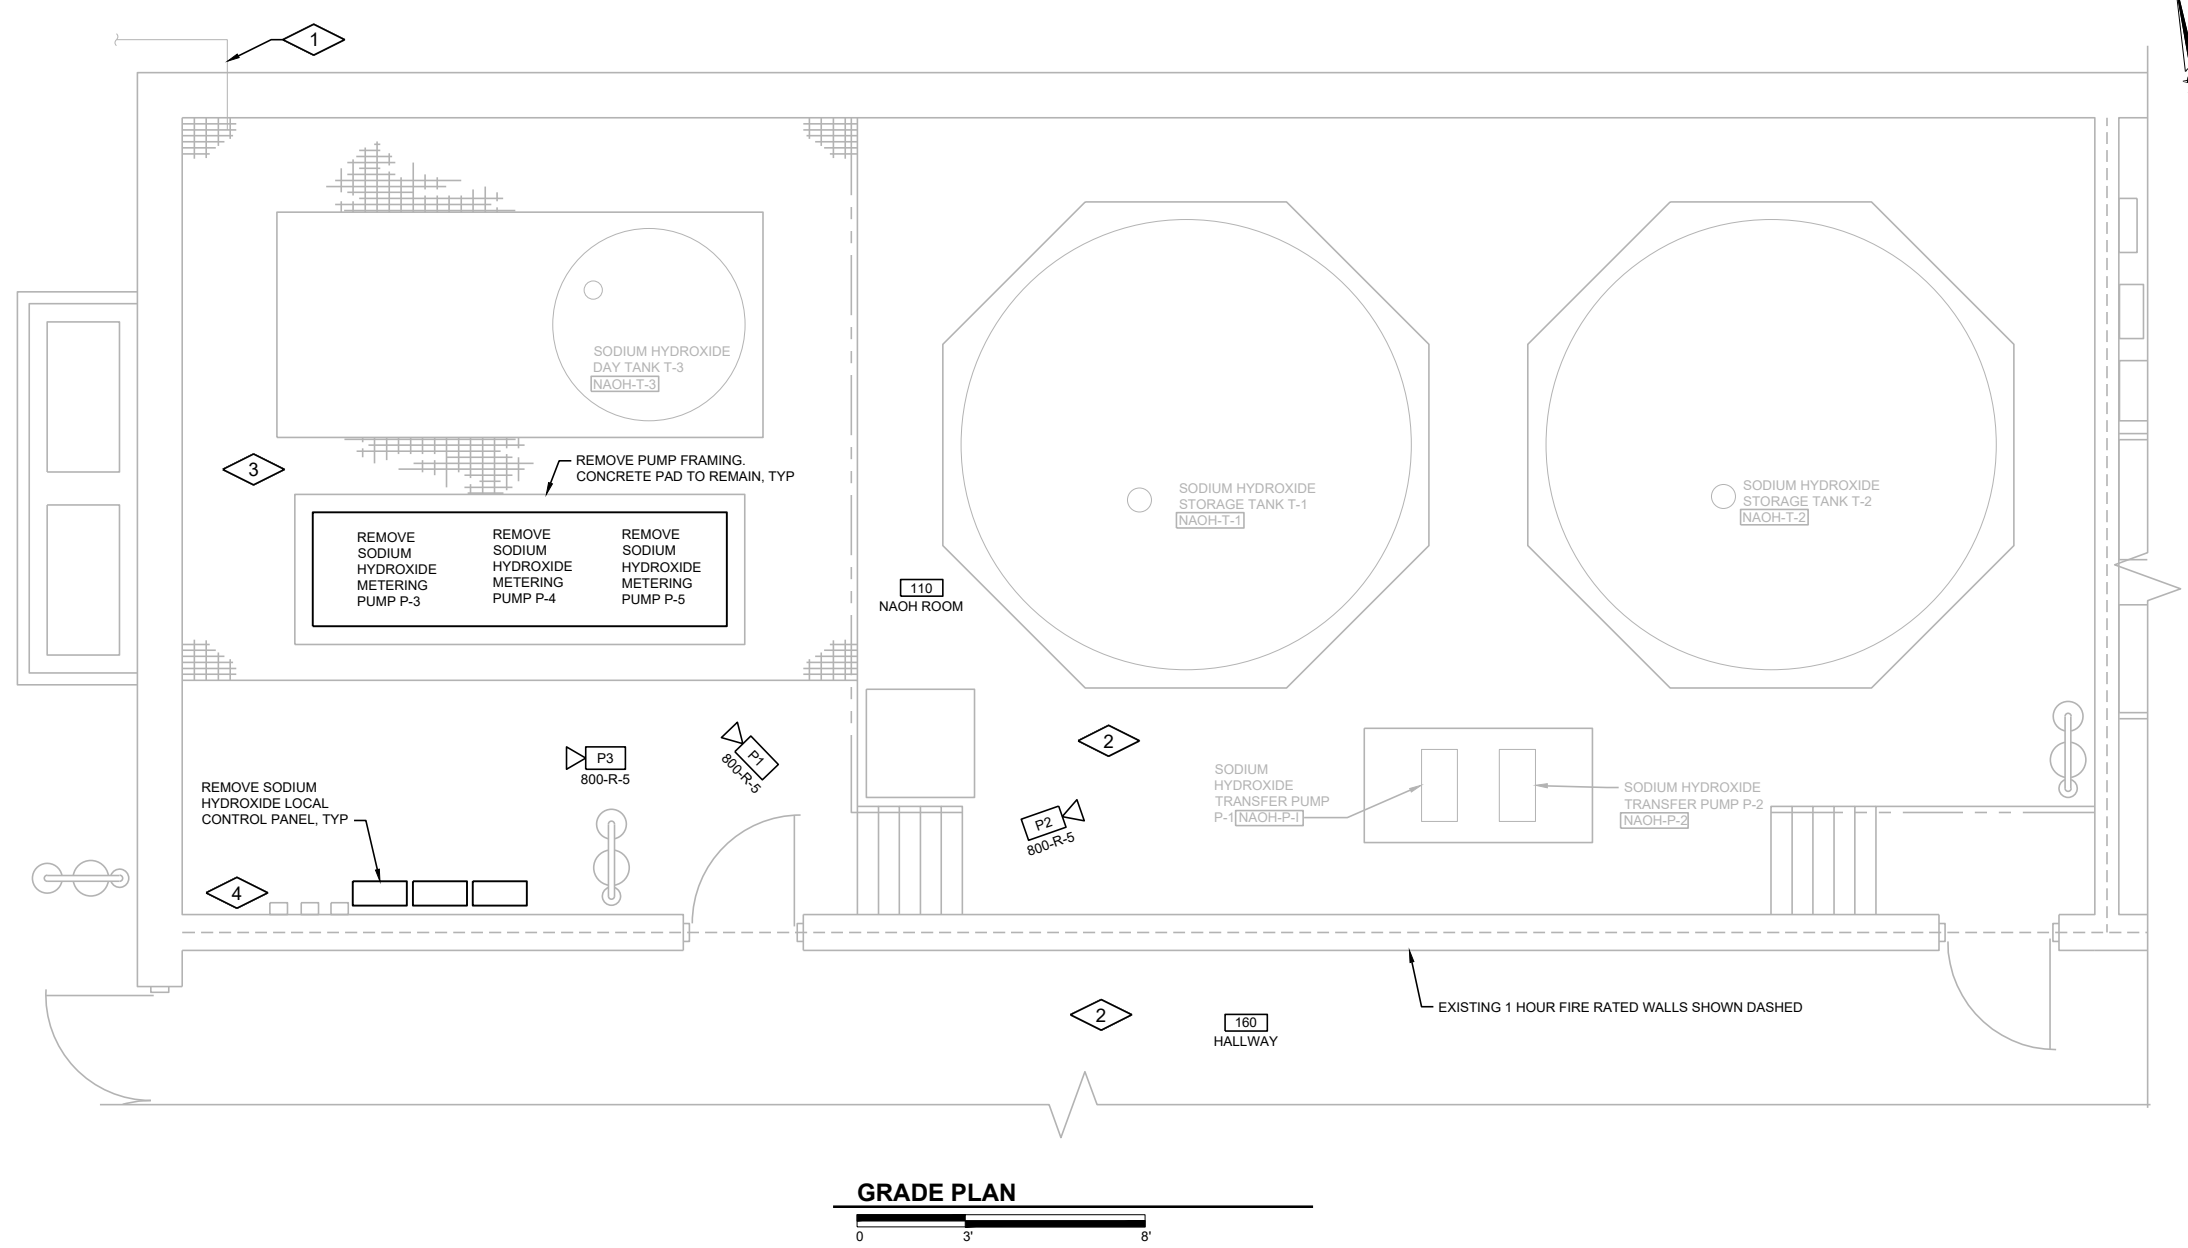 1
SODIUM HYDROXIDE
DAY TANK T-3
NAOH-T-3
3
REMOVE PUMP FRAMING.
CONCRETE PAD TO REMAIN, TYP
REMOVE
SODIUM
HYDROXIDE
METERING
PUMP P-3
REMOVE
SODIUM
HYDROXIDE
METERING
PUMP P-4
REMOVE
SODIUM
HYDROXIDE
METERING
PUMP P-5
SODIUM HYDROXIDE
STORAGE TANK T-1
NAOH-T-1
SODIUM HYDROXIDE
STORAGE TANK T-2
NAOH-T-2
110
NAOH ROOM
P3
800-R-5
P1
800-R-5
2
P2
800-R-5
SODIUM
HYDROXIDE
TRANSFER PUMP
P-1 NAOH-P-I
SODIUM HYDROXIDE
TRANSFER PUMP P-2
NAOH-P-2
REMOVE SODIUM
HYDROXIDE LOCAL
CONTROL PANEL, TYP
4
2
160
HALLWAY
EXISTING 1 HOUR FIRE RATED WALLS SHOWN DASHED
GRADE PLAN
0 3' 8'